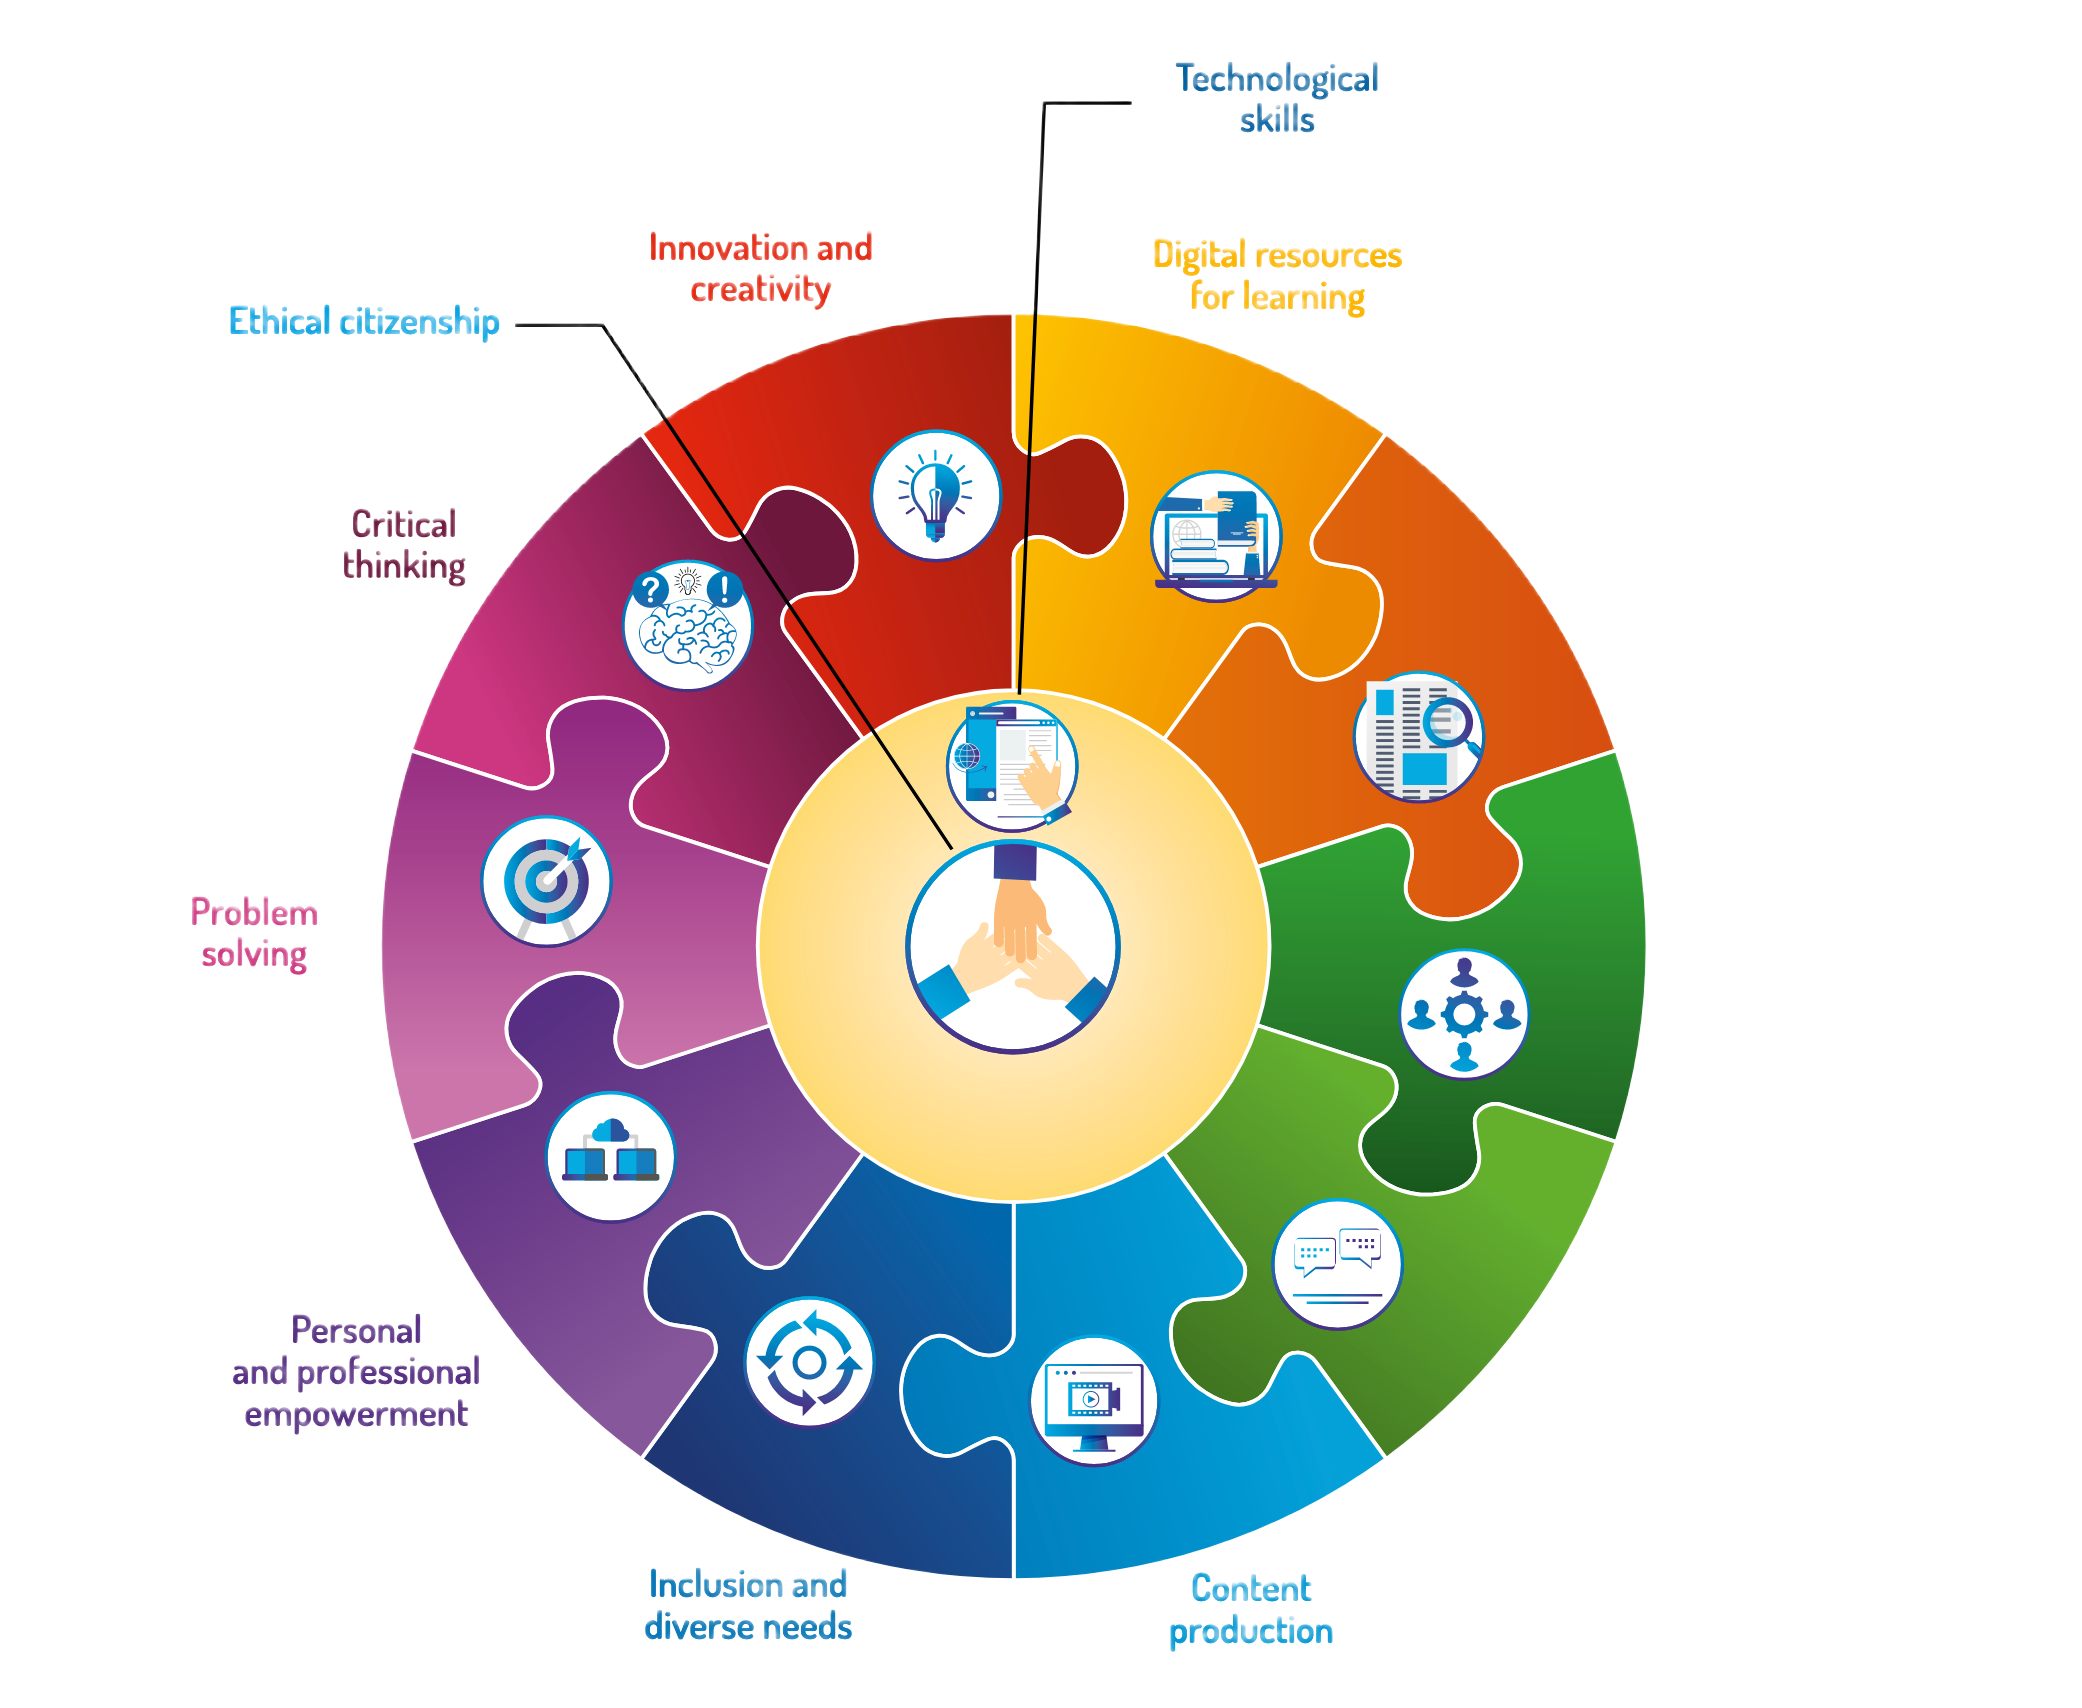 Technological
skills
Innovation and
creativity
Digital resources
for learning
Ethical citizenship
Critical
thinking
? !
Problem
solving
Personal
and professional
empowerment
Inclusion and
diverse needs
Content
production